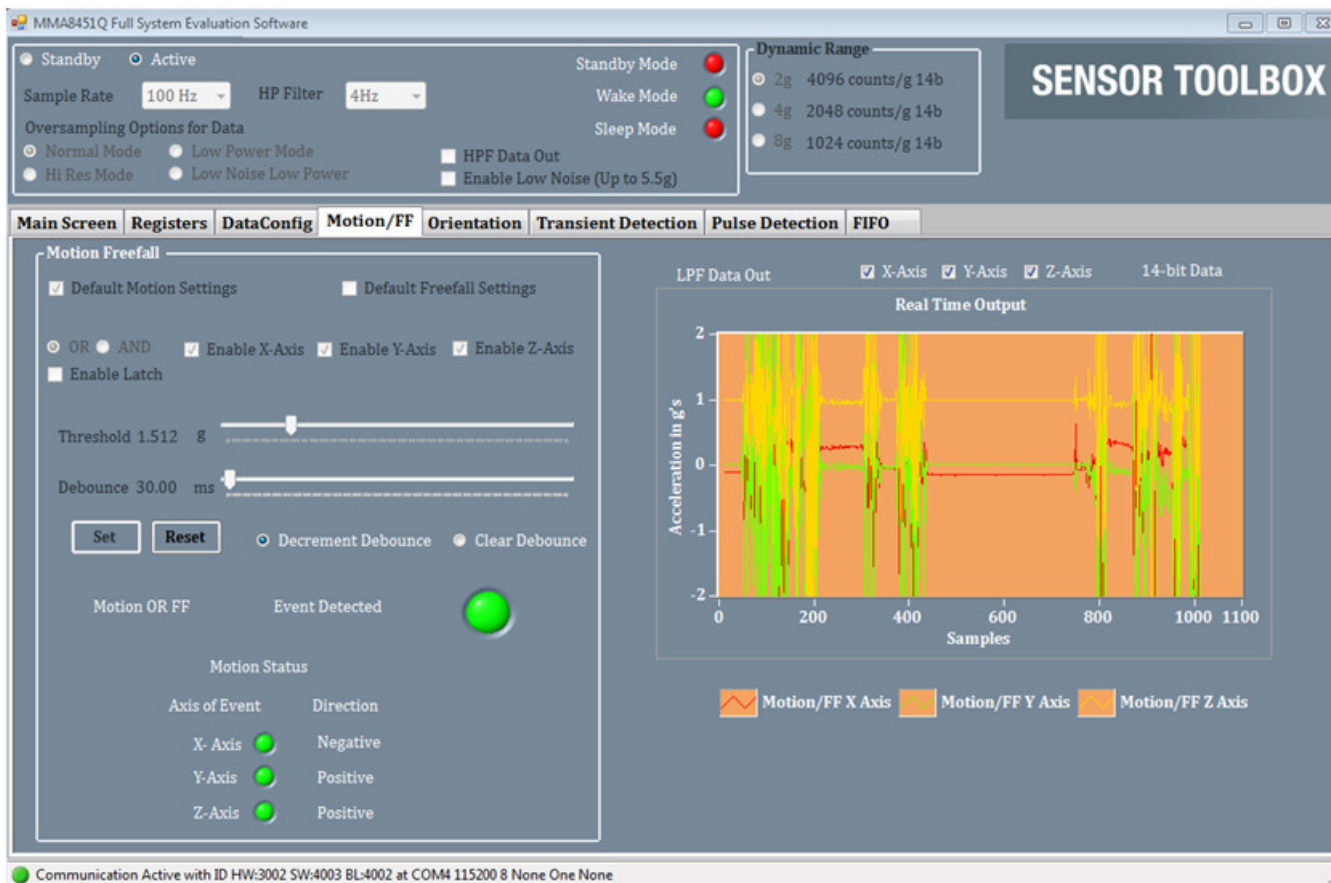 MMA8451Q Full System Evaluation Software
Standby Active
Sample Rate 100 Hz HP Filter 4Hz
Oversampling Options for Data
Normal Mode Low Power Mode
Hi Res Mode Low Noise Low Power
Standby Mode
Wake Mode
Sleep Mode
HPF Data Out
Enable Low Noise (Up to 5.5g)
Dynamic Range
2g 4096 counts/g 14b
4g 2048 counts/g 14b
8g 1024 counts/g 14b
SENSOR TOOLBOX
Main Screen Registers DataConfig Motion/FF Orientation Transient Detection Pulse Detection FIFO
Motion Freefall
Default Motion Settings Default Freefall Settings
OR AND Enable X-Axis Enable Y-Axis Enable Z-Axis
Enable Latch
Threshold 1.512 g
Debounce 30.00 ms
Set Reset Decrement Debounce Clear Debounce
Motion OR FF Event Detected
Motion Status
Axis of Event Direction
X- Axis Negative
Y-Axis Positive
Z-Axis Positive
LPF Data Out X-Axis Y-Axis Z-Axis 14-bit Data
Real Time Output
Acceleration in g's
2
1
0
-1
-2
0 200 400 600 800 1000 1100
Samples
Motion/FF X Axis Motion/FF Y Axis Motion/FF Z Axis
Communication Active with ID HW:3002 SW:4003 BL:4002 at COM4 115200 8 None One None